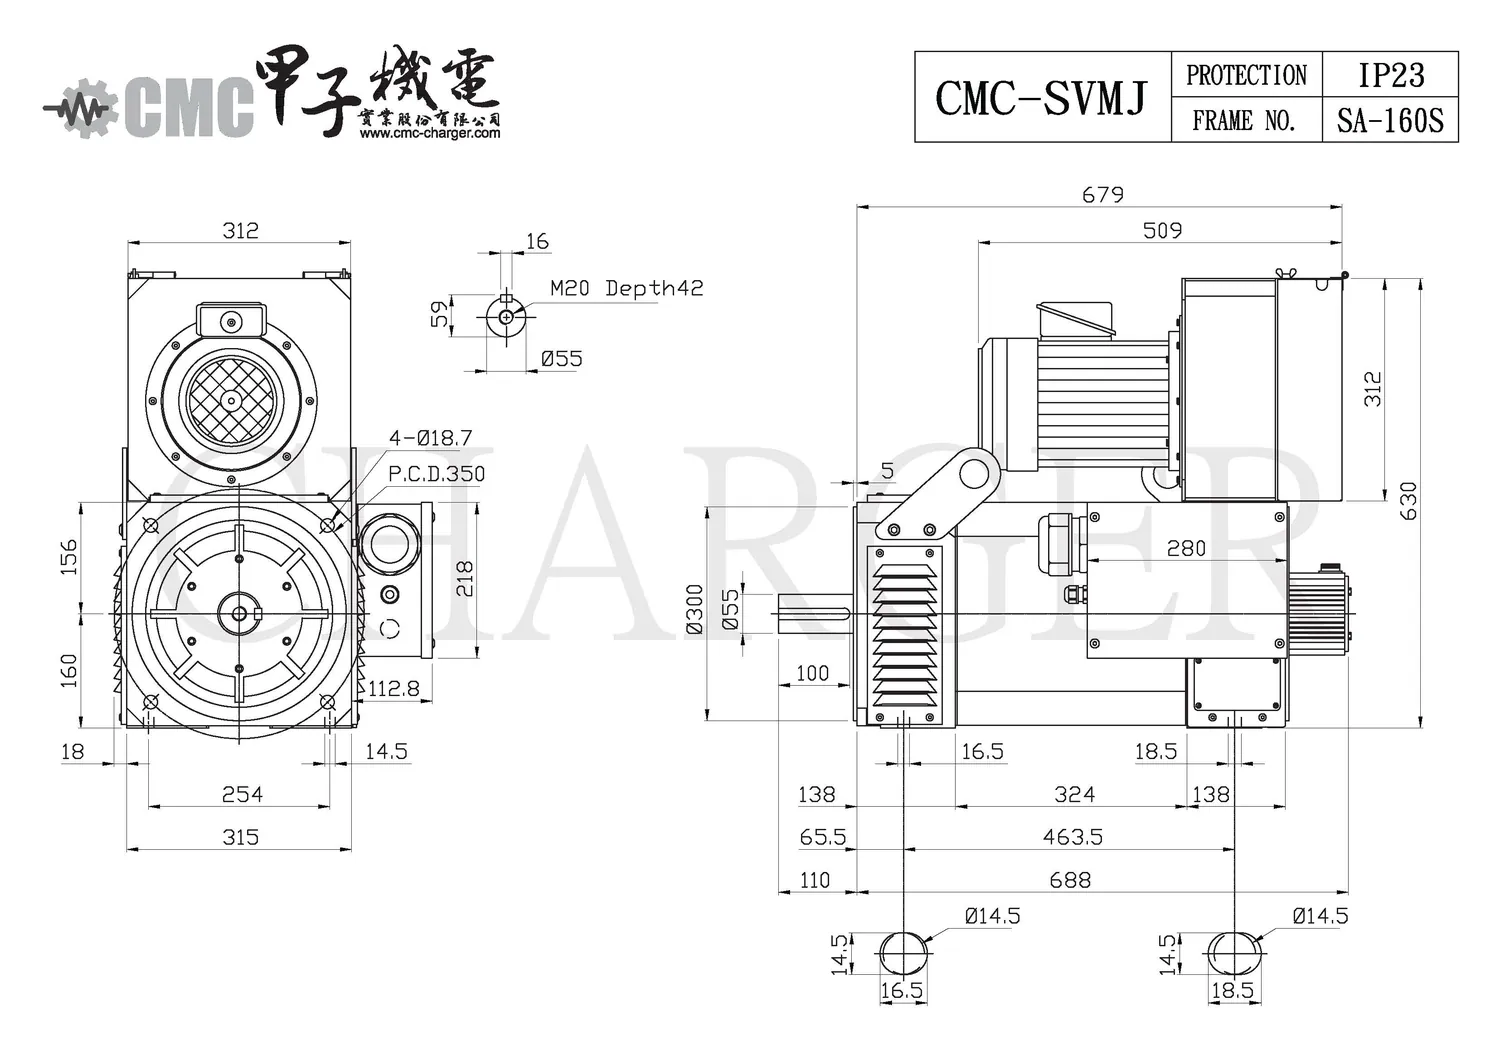 CMC 甲子機電
實業股份有限公司
www.cmc-charger.com
CMC-SVMJ
PROTECTION IP23
FRAME NO. SA-160S
679
312
509
16
M20 Depth42
59
Ø55
312
4-Ø18.7
P.C.D.350
5
630
156
218
280
Ø300
Ø55
160
100
112.8
18
14.5
16.5
18.5
254
138
324
138
315
65.5
463.5
110
688
Ø14.5
Ø14.5
14.5
14.5
16.5
18.5
CHARGER